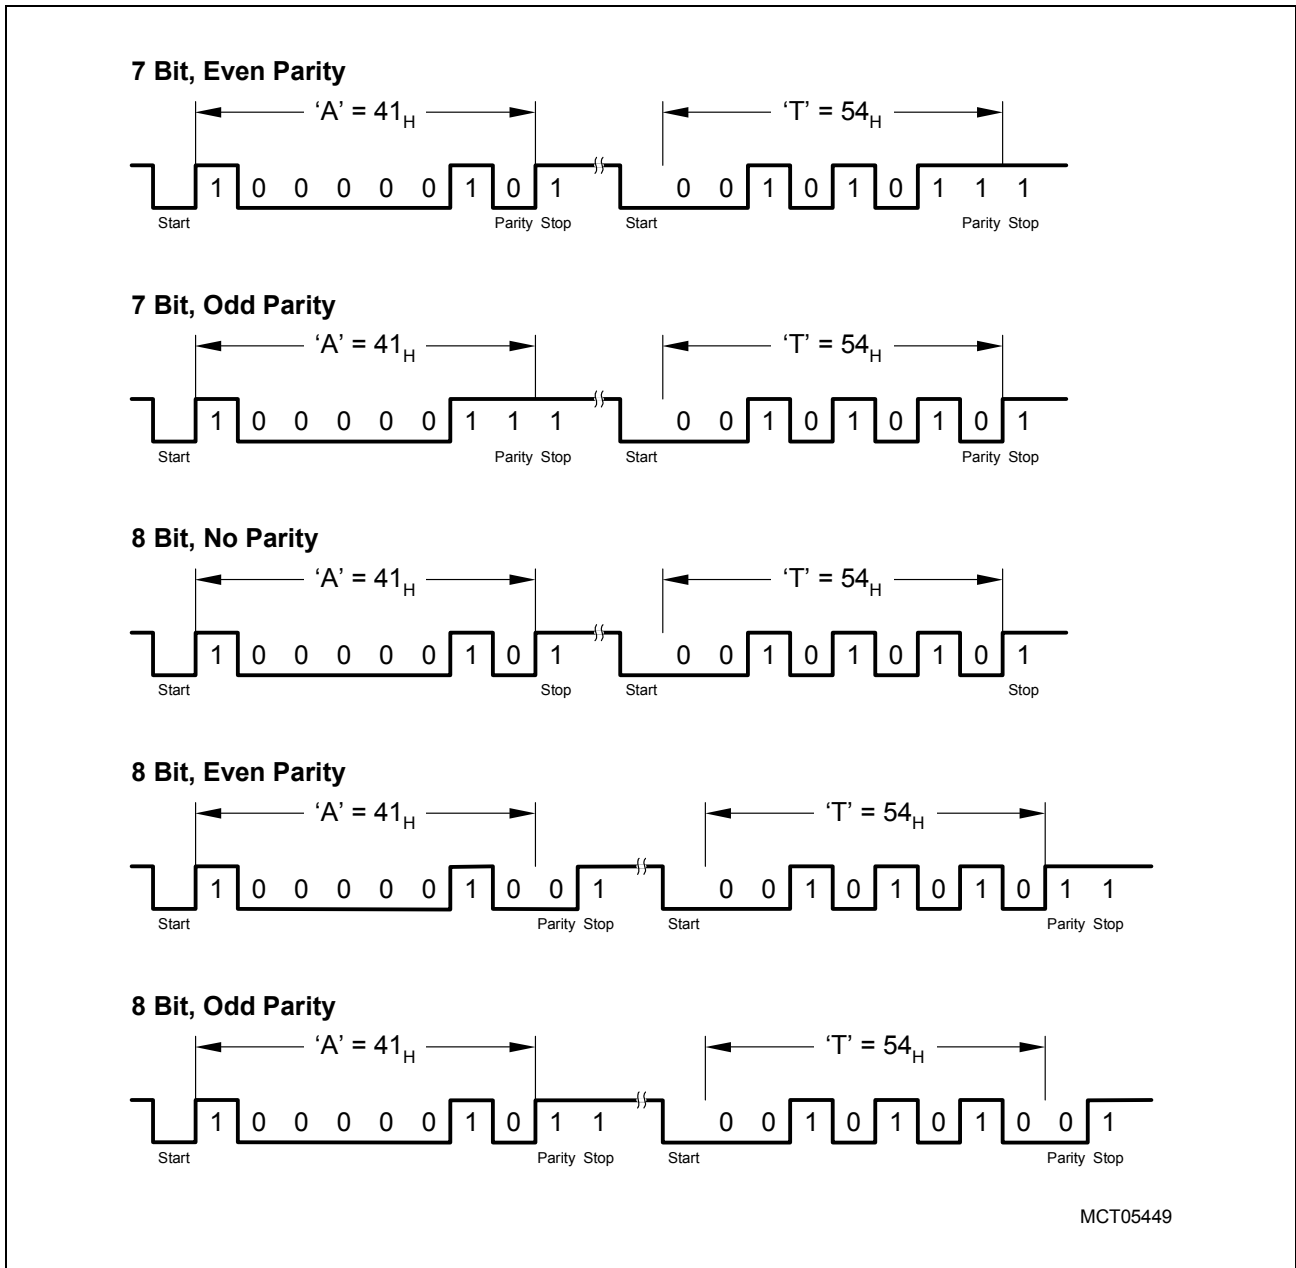 7 Bit, Even Parity
‘A’ = 41H ‘T’ = 54H
1 0 0 0 0 0 1 0 1 0 0 1 0 1 0 1 1 1
Start Parity Stop Start Parity Stop
7 Bit, Odd Parity
‘A’ = 41H ‘T’ = 54H
1 0 0 0 0 0 1 1 1 0 0 1 0 1 0 1 0 1
Start Parity Stop Start Parity Stop
8 Bit, No Parity
‘A’ = 41H ‘T’ = 54H
1 0 0 0 0 0 1 0 1 0 0 1 0 1 0 1 0 1
Start Stop Start Stop
8 Bit, Even Parity
‘A’ = 41H ‘T’ = 54H
1 0 0 0 0 0 1 0 0 1 0 0 1 0 1 0 1 0 1 1
Start Parity Stop Start Parity Stop
8 Bit, Odd Parity
‘A’ = 41H ‘T’ = 54H
1 0 0 0 0 0 1 0 1 1 0 0 1 0 1 0 1 0 0 1
Start Parity Stop Start Parity Stop
MCT05449